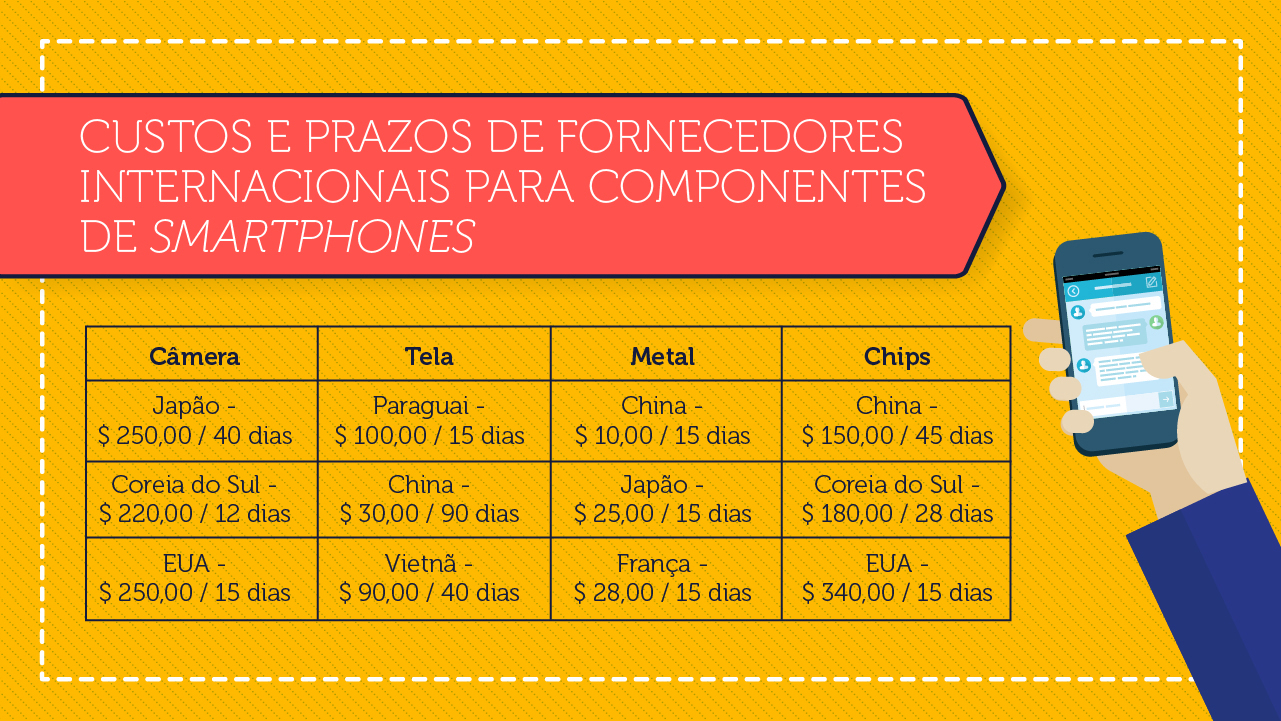 CUSTOS E PRAZOS DE FORNECEDORES
INTERNACIONAIS PARA COMPONENTES
DE SMARTPHONES
Câmera Tela Metal Chips
Japão - Paraguai - China - China -
$ 250,00 / 40 dias $ 100,00 / 15 dias $ 10,00 / 15 dias $ 150,00 / 45 dias
Coreia do Sul - China - Japão - Coreia do Sul -
$ 220,00 / 12 dias $ 30,00 / 90 dias $ 25,00 / 15 dias $ 180,00 / 28 dias
EUA - Vietnã - França - EUA -
$ 250,00 / 15 dias $ 90,00 / 40 dias $ 28,00 / 15 dias $ 340,00 / 15 dias